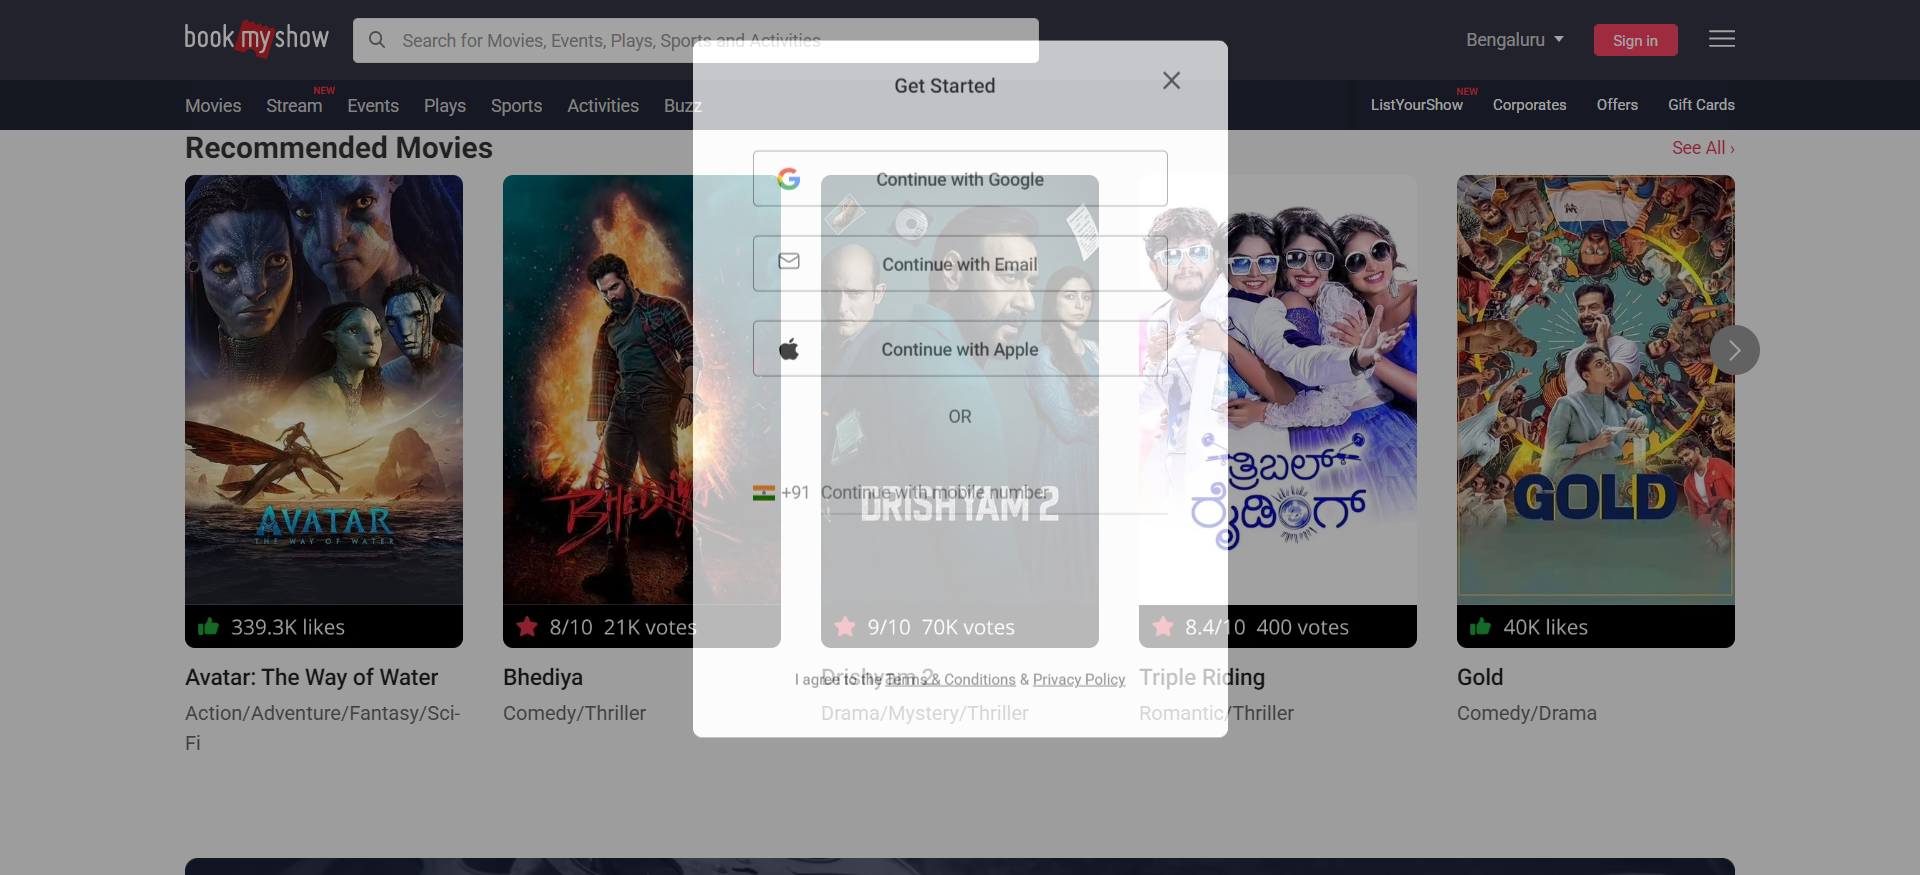 book my show
Search for Movies, Events, Plays, Sports and Activities
Bengaluru
Sign in
Movies
Stream
NEW
Events
Plays
Sports
Activities
Buzz
ListYourShow
NEW
Corporates
Offers
Gift Cards
Recommended Movies
See All ›
Get Started
Continue with Google
Continue with Email
Continue with Apple
OR
+91 Continue with mobile number
I agree to the Terms & Conditions & Privacy Policy
AVATAR
THE WAY OF WATER
339.3K likes
Avatar: The Way of Water
Action/Adventure/Fantasy/Sci-
Fi
BHEDIYA
8/10 21K votes
Bhediya
Comedy/Thriller
DRISHYAM 2
9/10 70K votes
Drishyam 2
Drama/Mystery/Thriller
ತ್ರಿಬಲ್
ರೈಡಿಂಗ್
8.4/10 400 votes
Triple Riding
Romantic/Thriller
GOLD
40K likes
Gold
Comedy/Drama